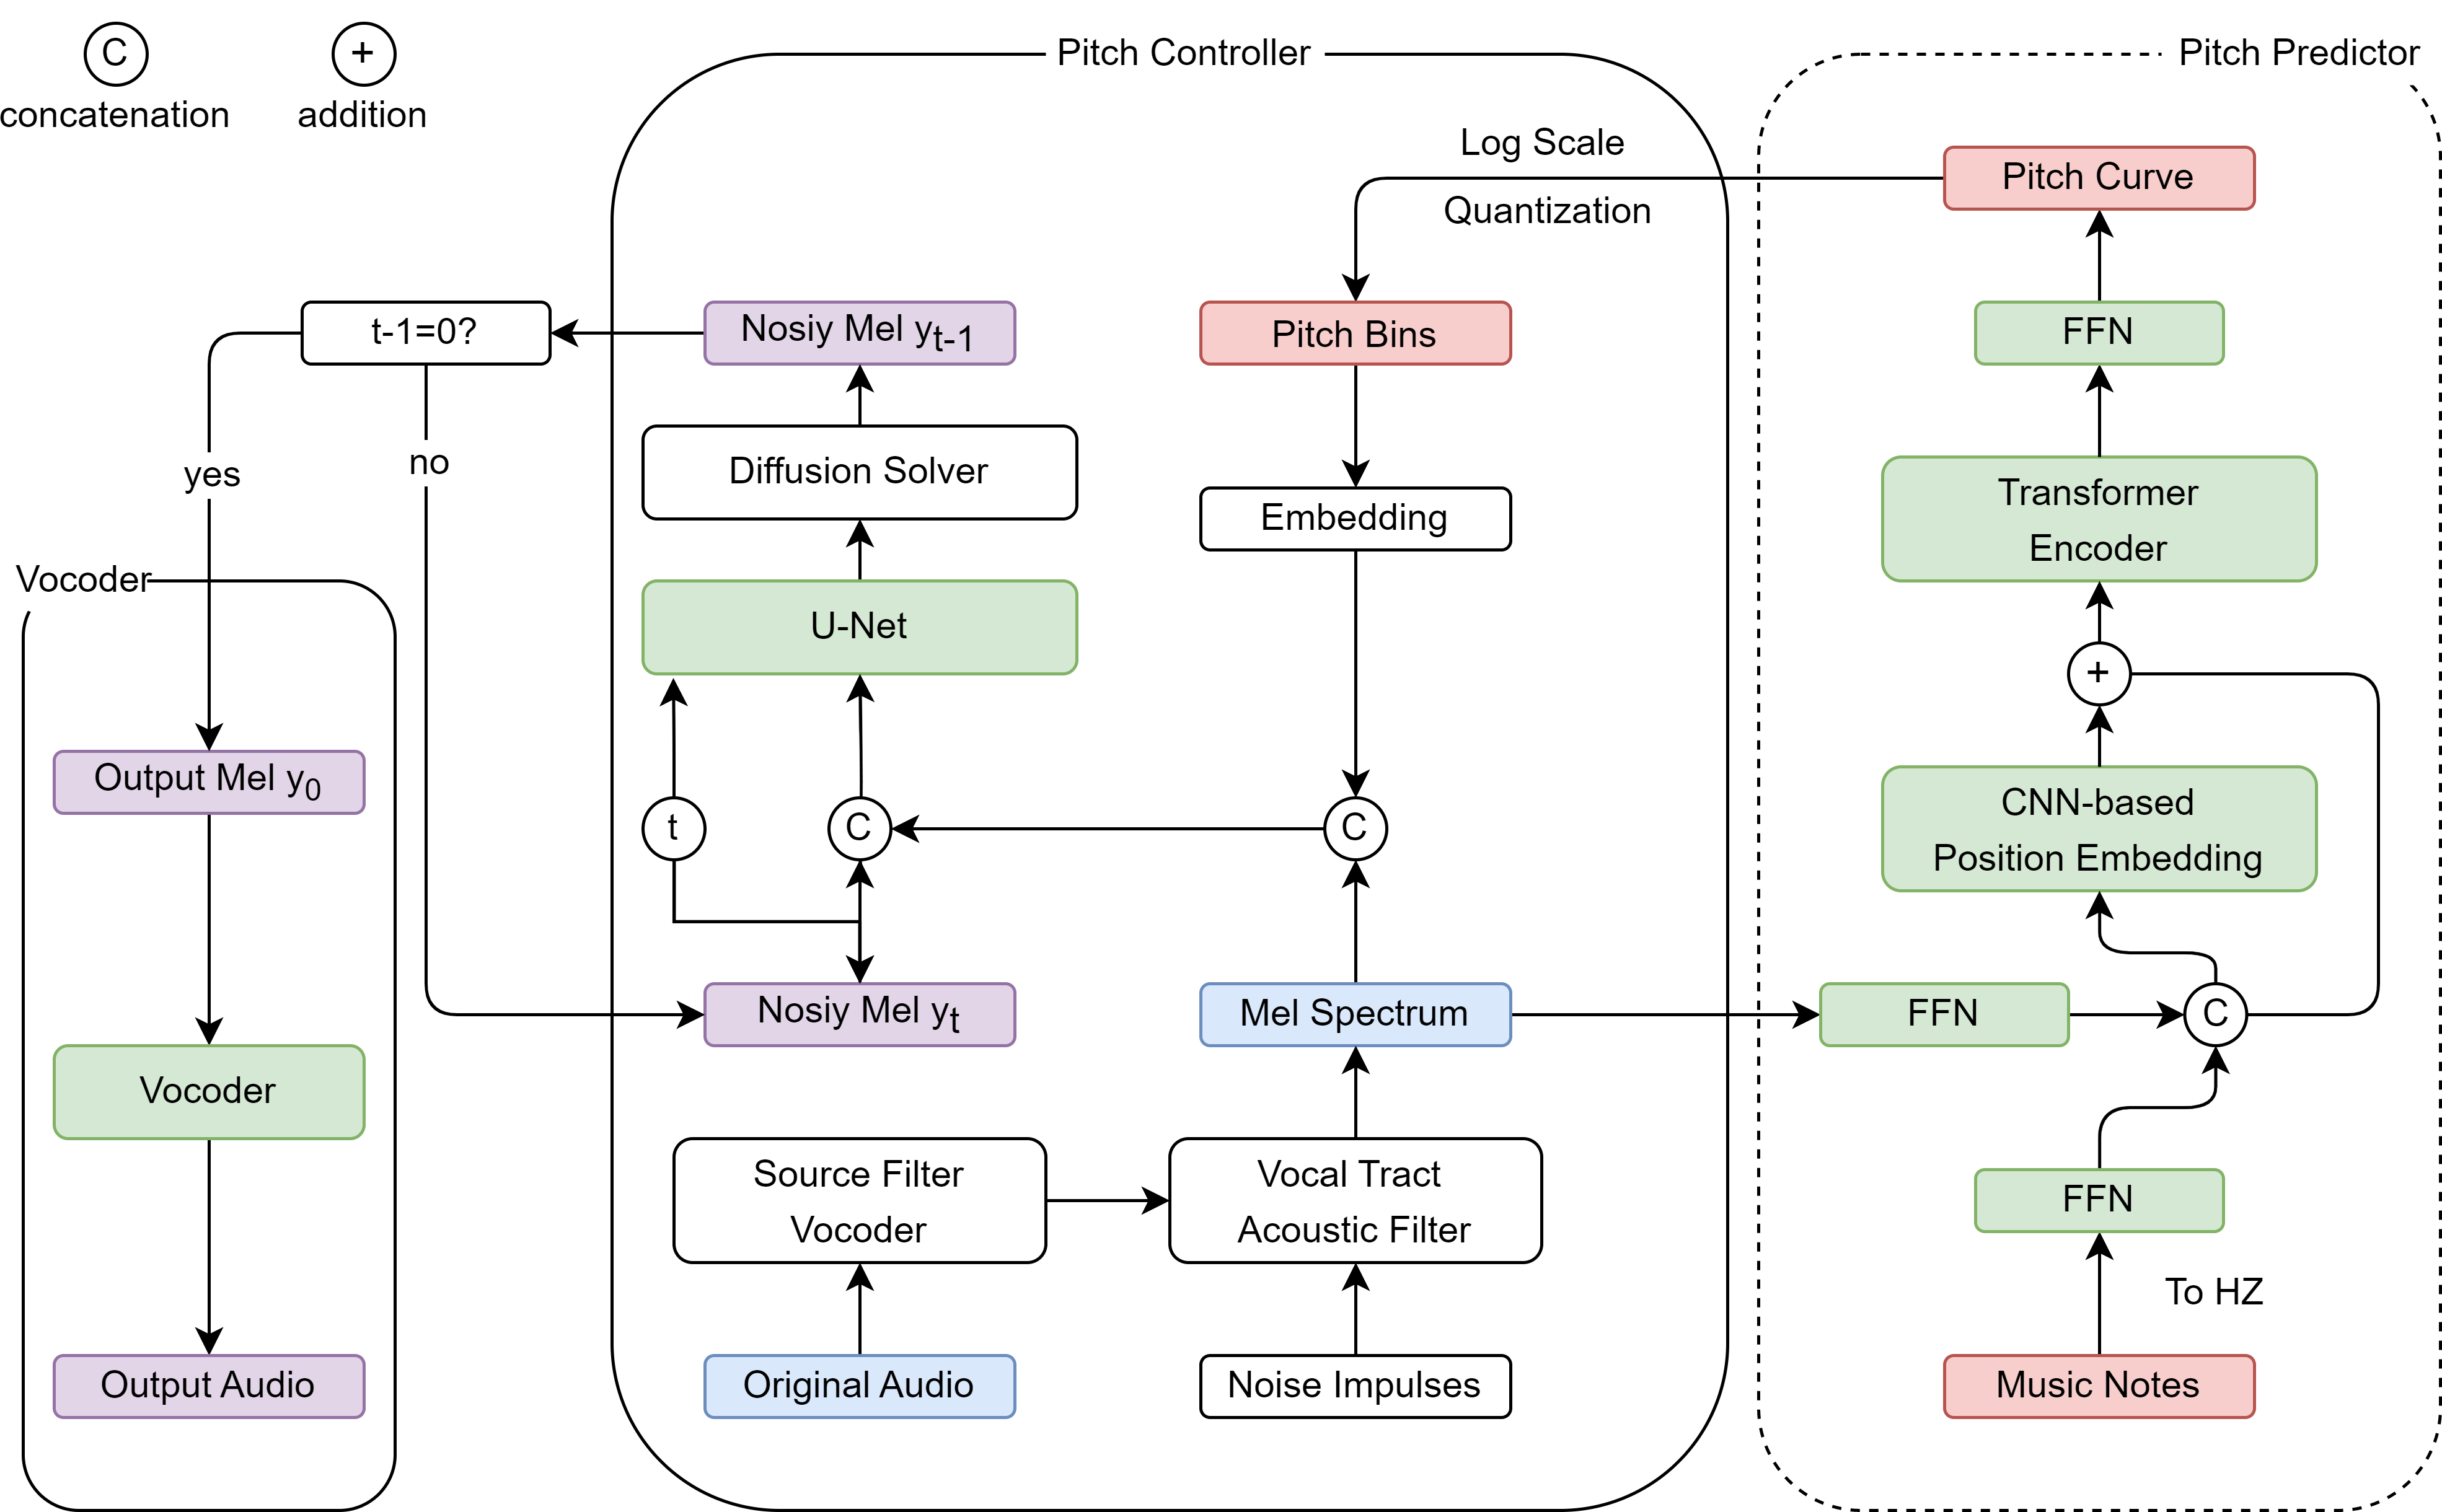 C
concatenation
+
addition
Pitch Controller
Pitch Predictor
Log Scale
Quantization
Pitch Curve
t-1=0?
Nosiy Mel yt-1
Pitch Bins
FFN
yes
no
Diffusion Solver
Embedding
Transformer
Encoder
Vocoder
U-Net
+
Output Mel y0
t
C
C
CNN-based
Position Embedding
Nosiy Mel yt
Mel Spectrum
FFN
C
Vocoder
Source Filter
Vocoder
Vocal Tract
Acoustic Filter
FFN
To HZ
Output Audio
Original Audio
Noise Impulses
Music Notes